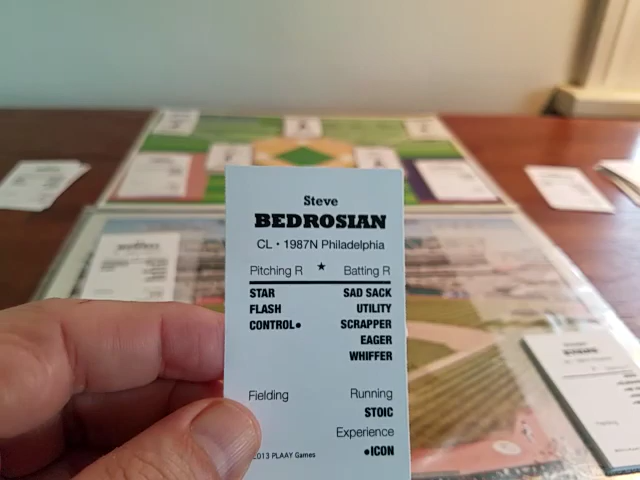 Steve
BEDROSIAN
CL • 1987N Philadelphia
Pitching R ★ Batting R
STAR SAD SACK
FLASH UTILITY
CONTROL• SCRAPPER
EAGER
WHIFFER
Fielding Running
STOIC
Experience
•ICON
2013 PLAAY Games